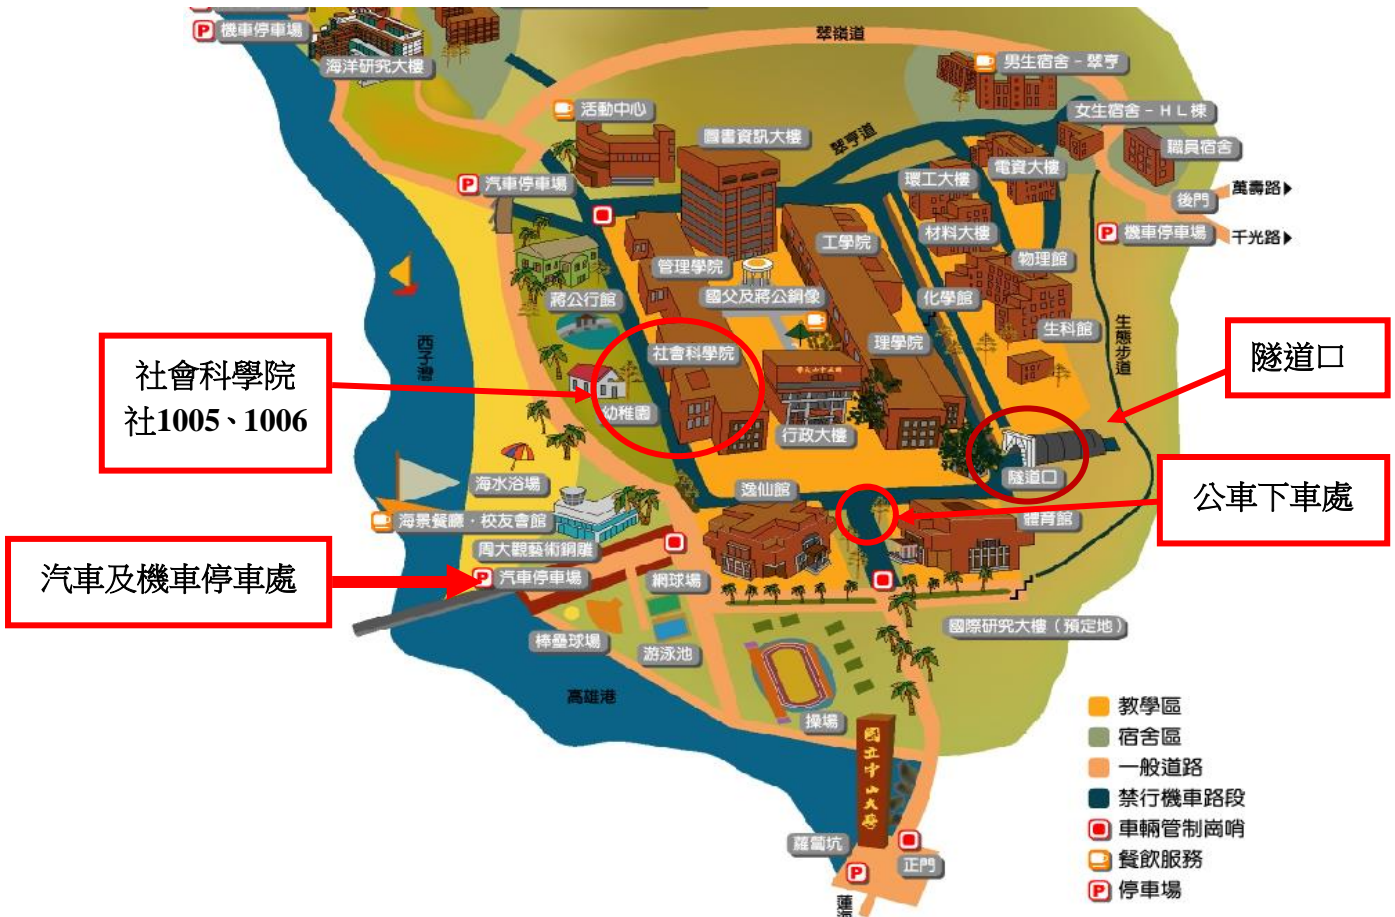 翠嶺道
P 機車停車場
海洋研究大樓
男生宿舍－翠亨
活動中心
女生宿舍－ＨＬ棟
圖書資訊大樓
翠亨道
職員宿舍
電資大樓
環工大樓
P 汽車停車場
萬壽路▶
後門
P 機車停車場
千光路▶
材料大樓
工學院
物理館
管理學院
國父及蔣公銅像
化學館
蔣公行館
生科館
生態步道
西子灣
理學院
社會科學院
國立中山大學
幼稚園
行政大樓
社會科學院
社1005、1006
隧道口
隧道口
海水浴場
逸仙館
公車下車處
海景餐廳・校友會館
體育館
周大觀藝術銅雕
汽車及機車停車處
P 汽車停車場
網球場
國際研究大樓（預定地）
棒壘球場
游泳池
高雄港
操場
國立中山大學
蘿蔔坑
正門
P
蓮海
教學區
宿舍區
一般道路
禁行機車路段
車輛管制崗哨
餐飲服務
P 停車場